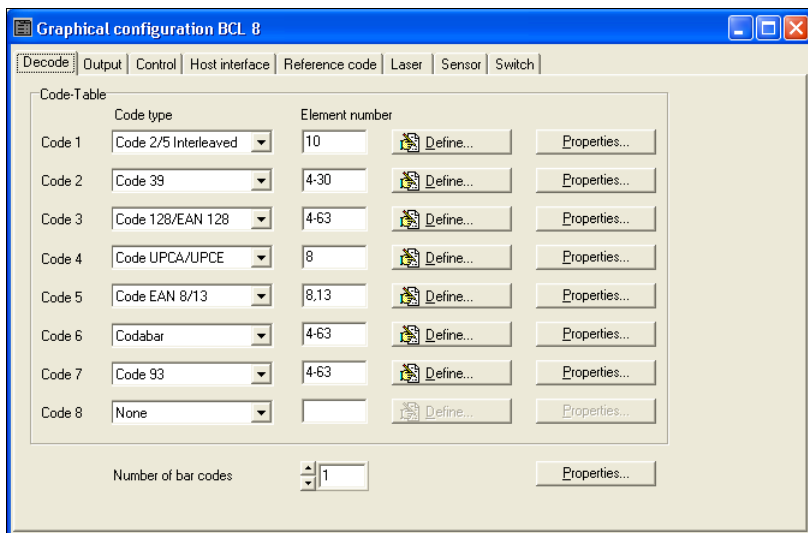 Graphical configuration BCL 8
Decode Output Control Host interface Reference code Laser Sensor Switch
Code-Table
Code type Element number
Code 1 Code 2/5 Interleaved 10 Define... Properties...
Code 2 Code 39 4-30 Define... Properties...
Code 3 Code 128/EAN 128 4-63 Define... Properties...
Code 4 Code UPCA/UPCE 8 Define... Properties...
Code 5 Code EAN 8/13 8,13 Define... Properties...
Code 6 Codabar 4-63 Define... Properties...
Code 7 Code 93 4-63 Define... Properties...
Code 8 None Define... Properties...
Number of bar codes 1 Properties...